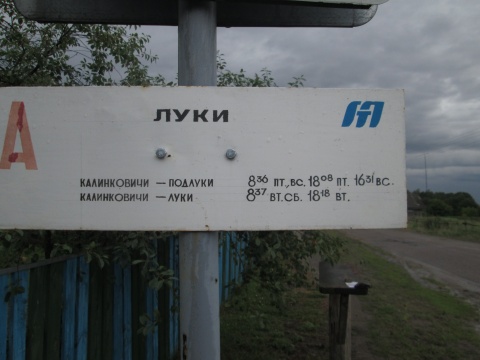 А
ЛУКИ
КАЛИНКОВИЧИ — ПОДЛУКИ 8³⁶ ПТ., ВС. 18⁰⁸ ПТ. 16³¹ ВС.
КАЛИНКОВИЧИ — ЛУКИ 8³⁷ ВТ. СБ. 18¹⁸ ВТ.